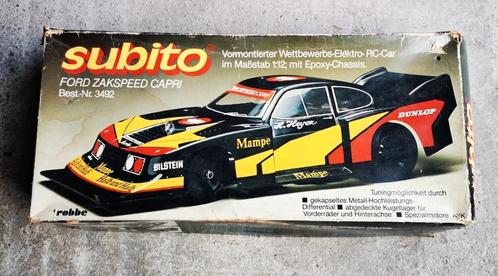 subito
FORD ZAKSPEED CAPRI
Best.-Nr. 3492
Vormontierter Wettbewerbs-Elektro-RC-Car
im Maßstab 1:12; mit Epoxy-Chassis.
DUNLOP
Mampe
BILSTEIN
Mampe
Tuningmöglichkeit durch
■ gekapseltes Metall-Hochleistungs-
Differential ■ abgedeckte Kugellager für
Vorderräder und Hinterachse ■ Spezialmotore
robbe